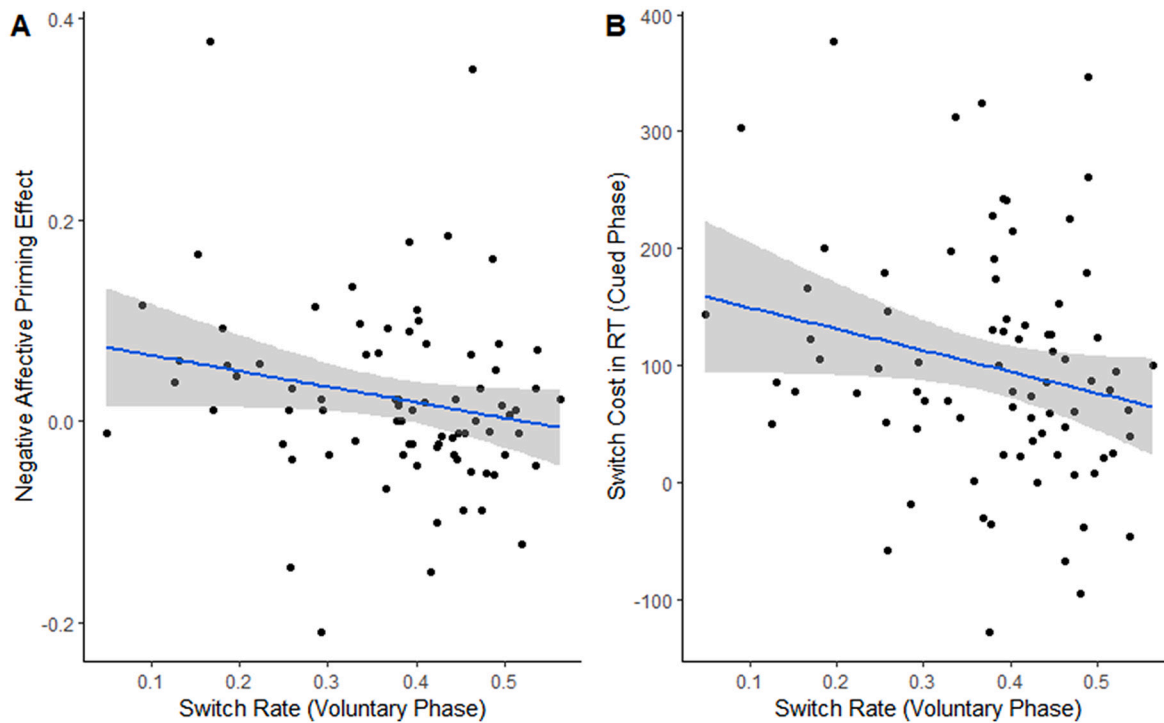 A
Negative Affective Priming Effect
0.4
0.2
0.0
-0.2
0.1 0.2 0.3 0.4 0.5
Switch Rate (Voluntary Phase)
B
Switch Cost in RT (Cued Phase)
400
300
200
100
0
-100
0.1 0.2 0.3 0.4 0.5
Switch Rate (Voluntary Phase)